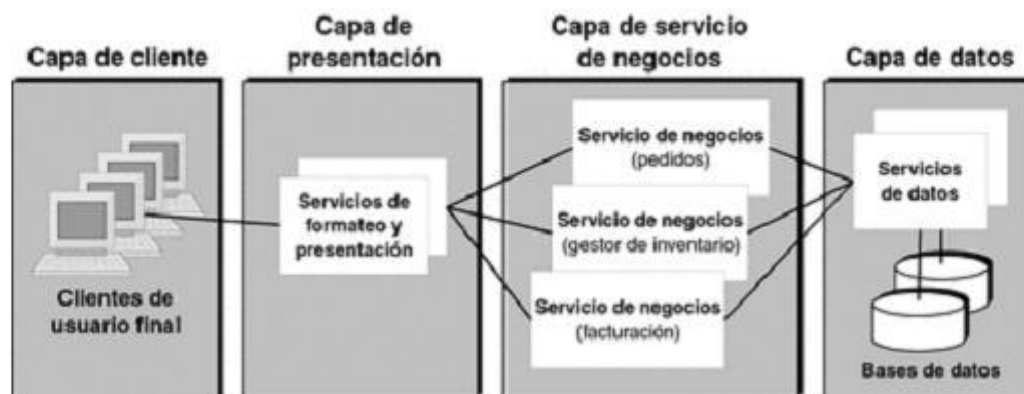 Capa de cliente
Capa de
presentación
Capa de servicio
de negocios
Capa de datos
Clientes de
usuario final
Servicios de
formateo y
presentación
Servicio de negocios
(pedidos)
Servicio de negocios
(gestor de inventario)
Servicio de negocios
(facturación)
Servicios
de datos
Bases de datos